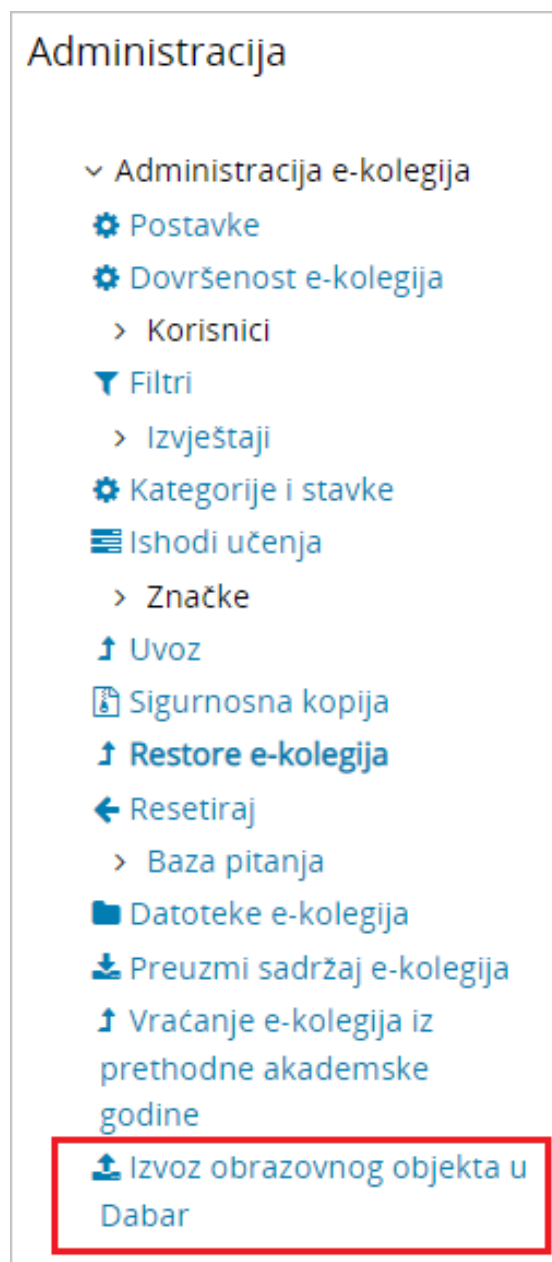 Administracija
Administracija e-kolegija
Postavke
Dovršenost e-kolegija
Korisnici
Filtri
Izvještaji
Kategorije i stavke
Ishodi učenja
Značke
Uvoz
Sigurnosna kopija
Restore e-kolegija
Resetiraj
Baza pitanja
Datoteke e-kolegija
Preuzmi sadržaj e-kolegija
Vraćanje e-kolegija iz
prethodne akademske
godine
Izvoz obrazovnog objekta u
Dabar